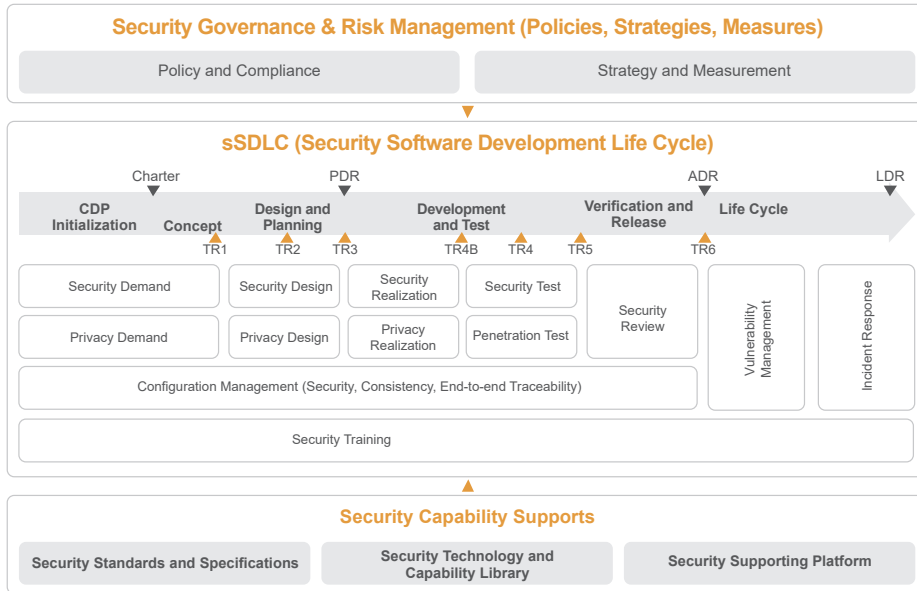 Security Governance & Risk Management (Policies, Strategies, Measures)
Policy and Compliance
Strategy and Measurement
sSDLC (Security Software Development Life Cycle)
Charter
PDR
ADR
LDR
CDP
Initialization
Concept
Design and
Planning
Development
and Test
Verification and
Release
Life Cycle
TR1
TR2
TR3
TR4B
TR4
TR5
TR6
Security Demand
Security Design
Security
Realization
Security Test
Privacy Demand
Privacy Design
Privacy
Realization
Penetration Test
Security
Review
Vulnerability
Management
Incident Response
Configuration Management (Security, Consistency, End-to-end Traceability)
Security Training
Security Capability Supports
Security Standards and Specifications
Security Technology and
Capability Library
Security Supporting Platform